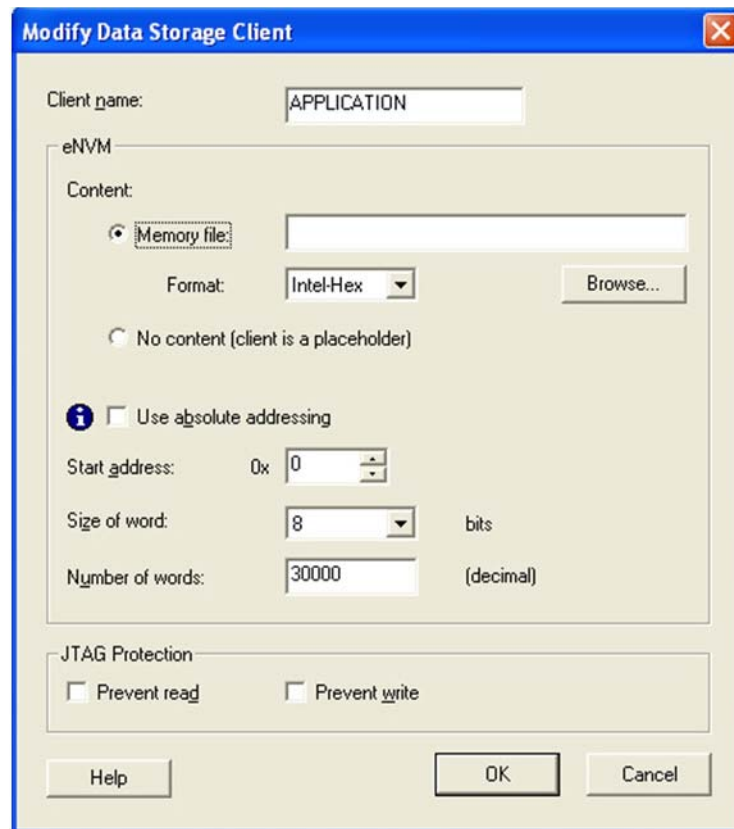 Modify Data Storage Client
Client name: APPLICATION
eNVM
Content:
Memory file:
Format: Intel-Hex Browse...
No content (client is a placeholder)
Use absolute addressing
Start address: 0x 0
Size of word: 8 bits
Number of words: 30000 (decimal)
JTAG Protection
Prevent read Prevent write
Help OK Cancel